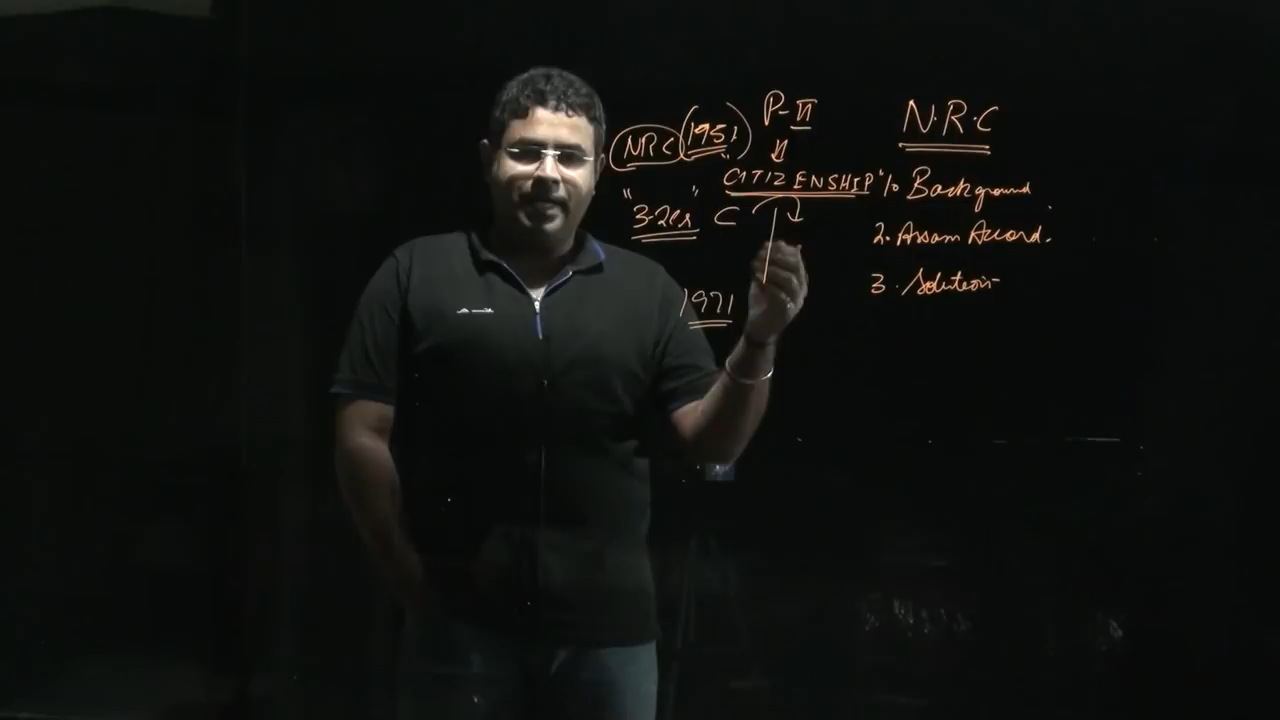 P-II
NRC (1951)
"CITIZENSHIP"
"3.2Cr" C
1971
N.R.C
1. Background
2. Assam Accord.
3. Solution